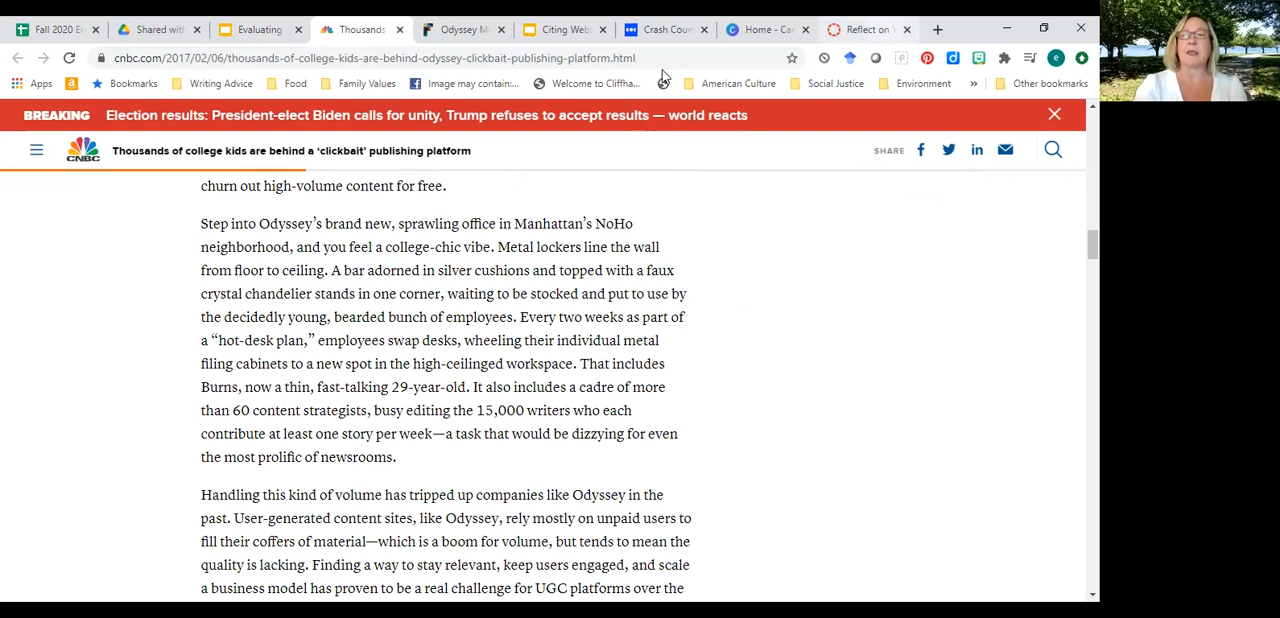 Fall 2020 E
Shared with
Evaluating
Thousands
Odyssey M
Citing Web
Crash Cour
Home - Ca
Reflect on
cnbc.com/2017/02/06/thousands-of-college-kids-are-behind-odyssey-clickbait-publishing-platform.html
Apps
Bookmarks
Writing Advice
Food
Family Values
Image may contain:...
Welcome to Cliffha...
American Culture
Social Justice
Environment
»
Other bookmarks
BREAKING Election results: President-elect Biden calls for unity, Trump refuses to accept results — world reacts
CNBC
Thousands of college kids are behind a ‘clickbait’ publishing platform
SHARE
churn out high-volume content for free.
Step into Odyssey’s brand new, sprawling office in Manhattan’s NoHo
neighborhood, and you feel a college-chic vibe. Metal lockers line the wall
from floor to ceiling. A bar adorned in silver cushions and topped with a faux
crystal chandelier stands in one corner, waiting to be stocked and put to use by
the decidedly young, bearded bunch of employees. Every two weeks as part of
a “hot-desk plan,” employees swap desks, wheeling their individual metal
filing cabinets to a new spot in the high-ceilinged workspace. That includes
Burns, now a thin, fast-talking 29-year-old. It also includes a cadre of more
than 60 content strategists, busy editing the 15,000 writers who each
contribute at least one story per week—a task that would be dizzying for even
the most prolific of newsrooms.
Handling this kind of volume has tripped up companies like Odyssey in the
past. User-generated content sites, like Odyssey, rely mostly on unpaid users to
fill their coffers of material—which is a boom for volume, but tends to mean the
quality is lacking. Finding a way to stay relevant, keep users engaged, and scale
a business model has proven to be a real challenge for UGC platforms over the